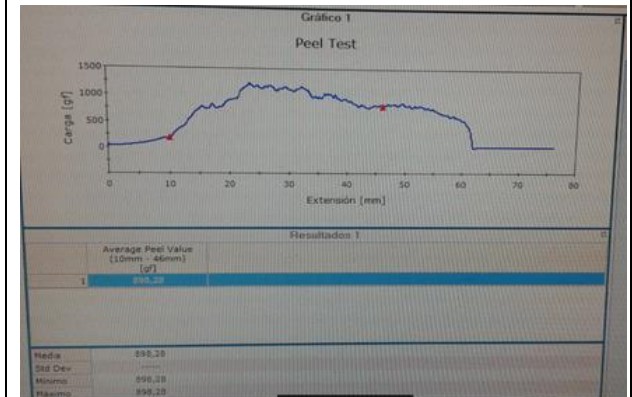 Gráfico 1
Peel Test
1500
1000
500
0
Carga [gf]
0 10 20 30 40 50 60 70 80
Extensión [mm]
Resultados 1
Average Peel Value
(10mm - 46mm)
[gf]
1 898,28
Media 898,28
Std Dev -----
Mínimo 898,28
Máximo 898,28